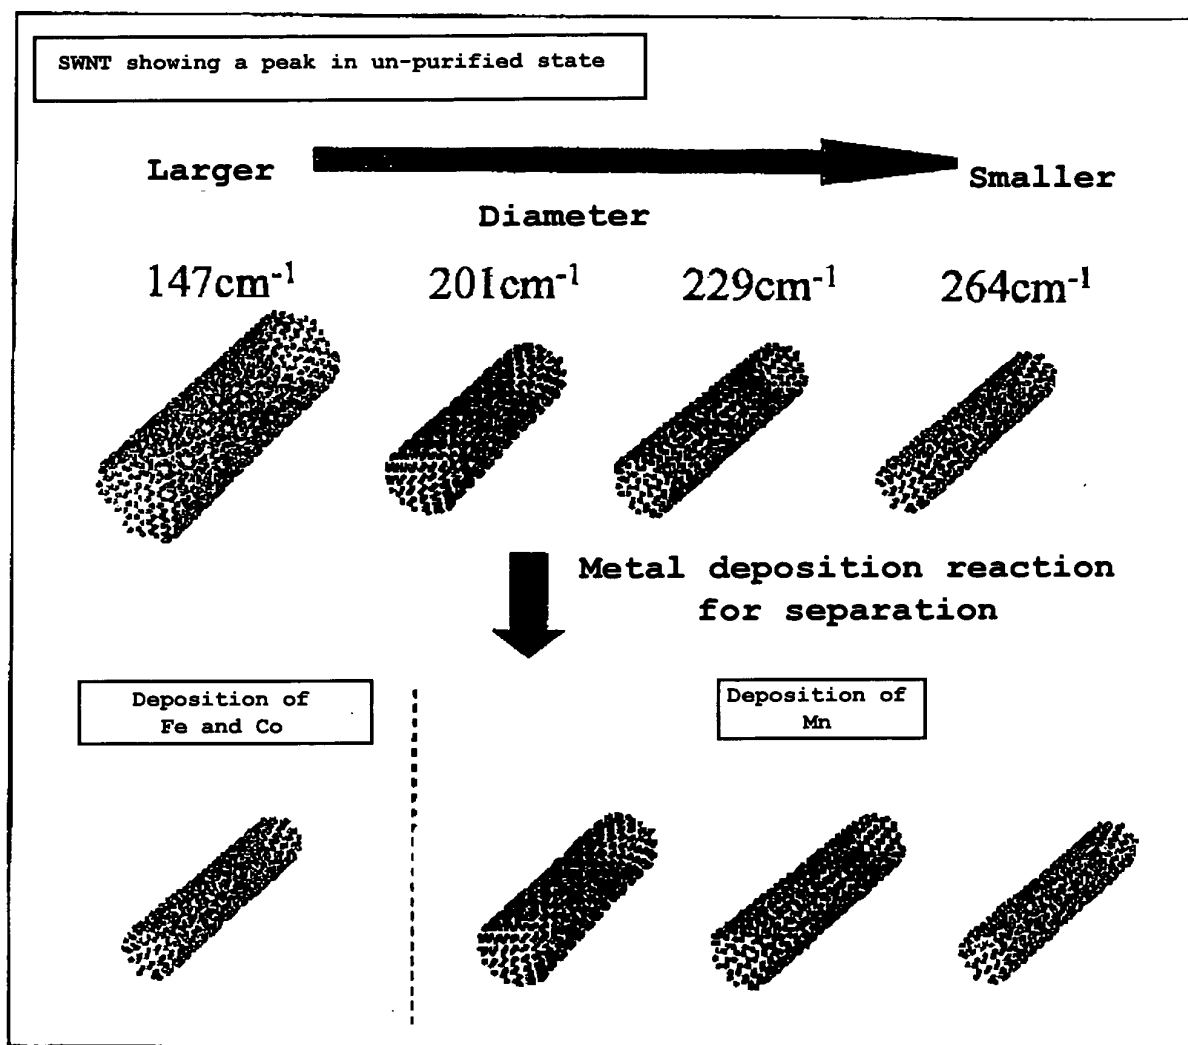 SWNT showing a peak in un-purified state
Larger
Smaller
Diameter
147cm⁻¹ 201cm⁻¹ 229cm⁻¹ 264cm⁻¹
Metal deposition reaction
for separation
Deposition of
Fe and Co
Deposition of
Mn